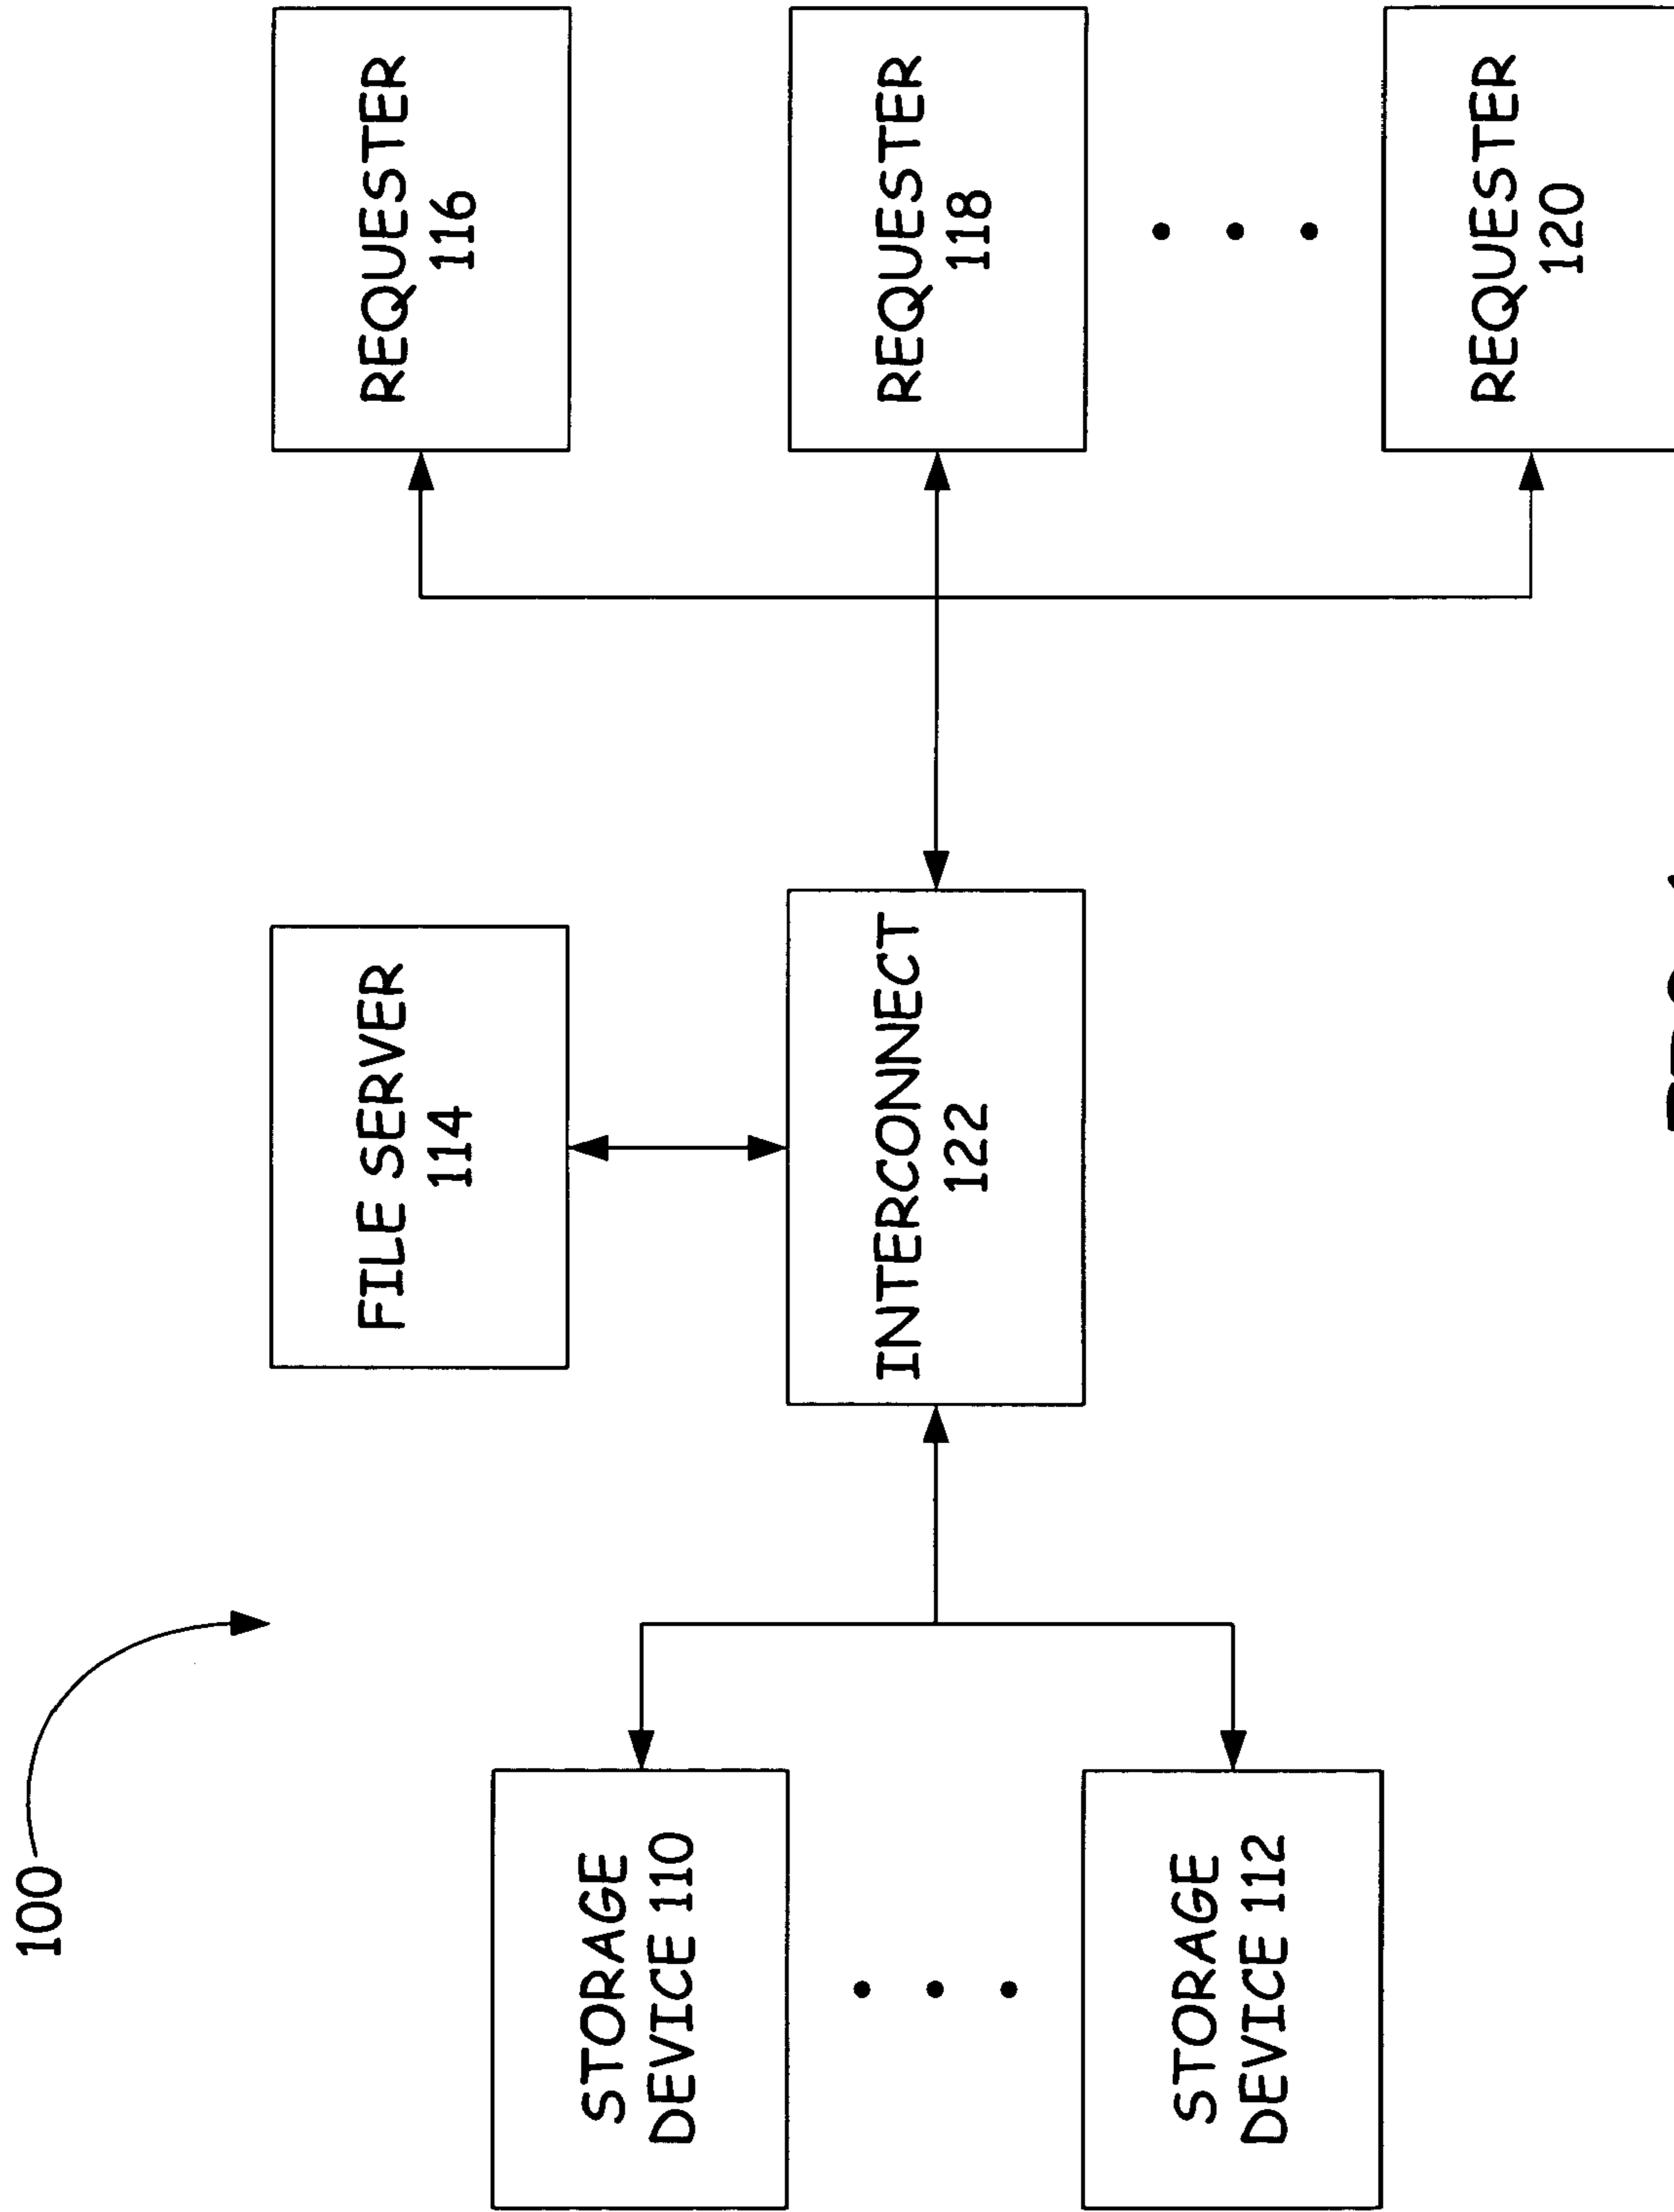 100
FILE SERVER
114
REQUESTER
116
STORAGE
DEVICE 110
INTERCONNECT
122
REQUESTER
118
STORAGE
DEVICE 112
REQUESTER
120